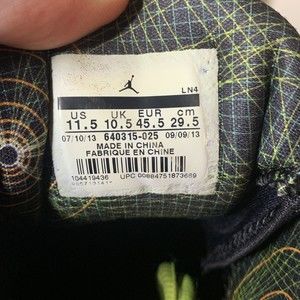 LN4
US UK EUR cm
11.5 10.5 45.5 29.5
07/10/13 640315-025 09/09/13
MADE IN CHINA
FABRIQUE EN CHINE
104419436 UPC 00884751873669